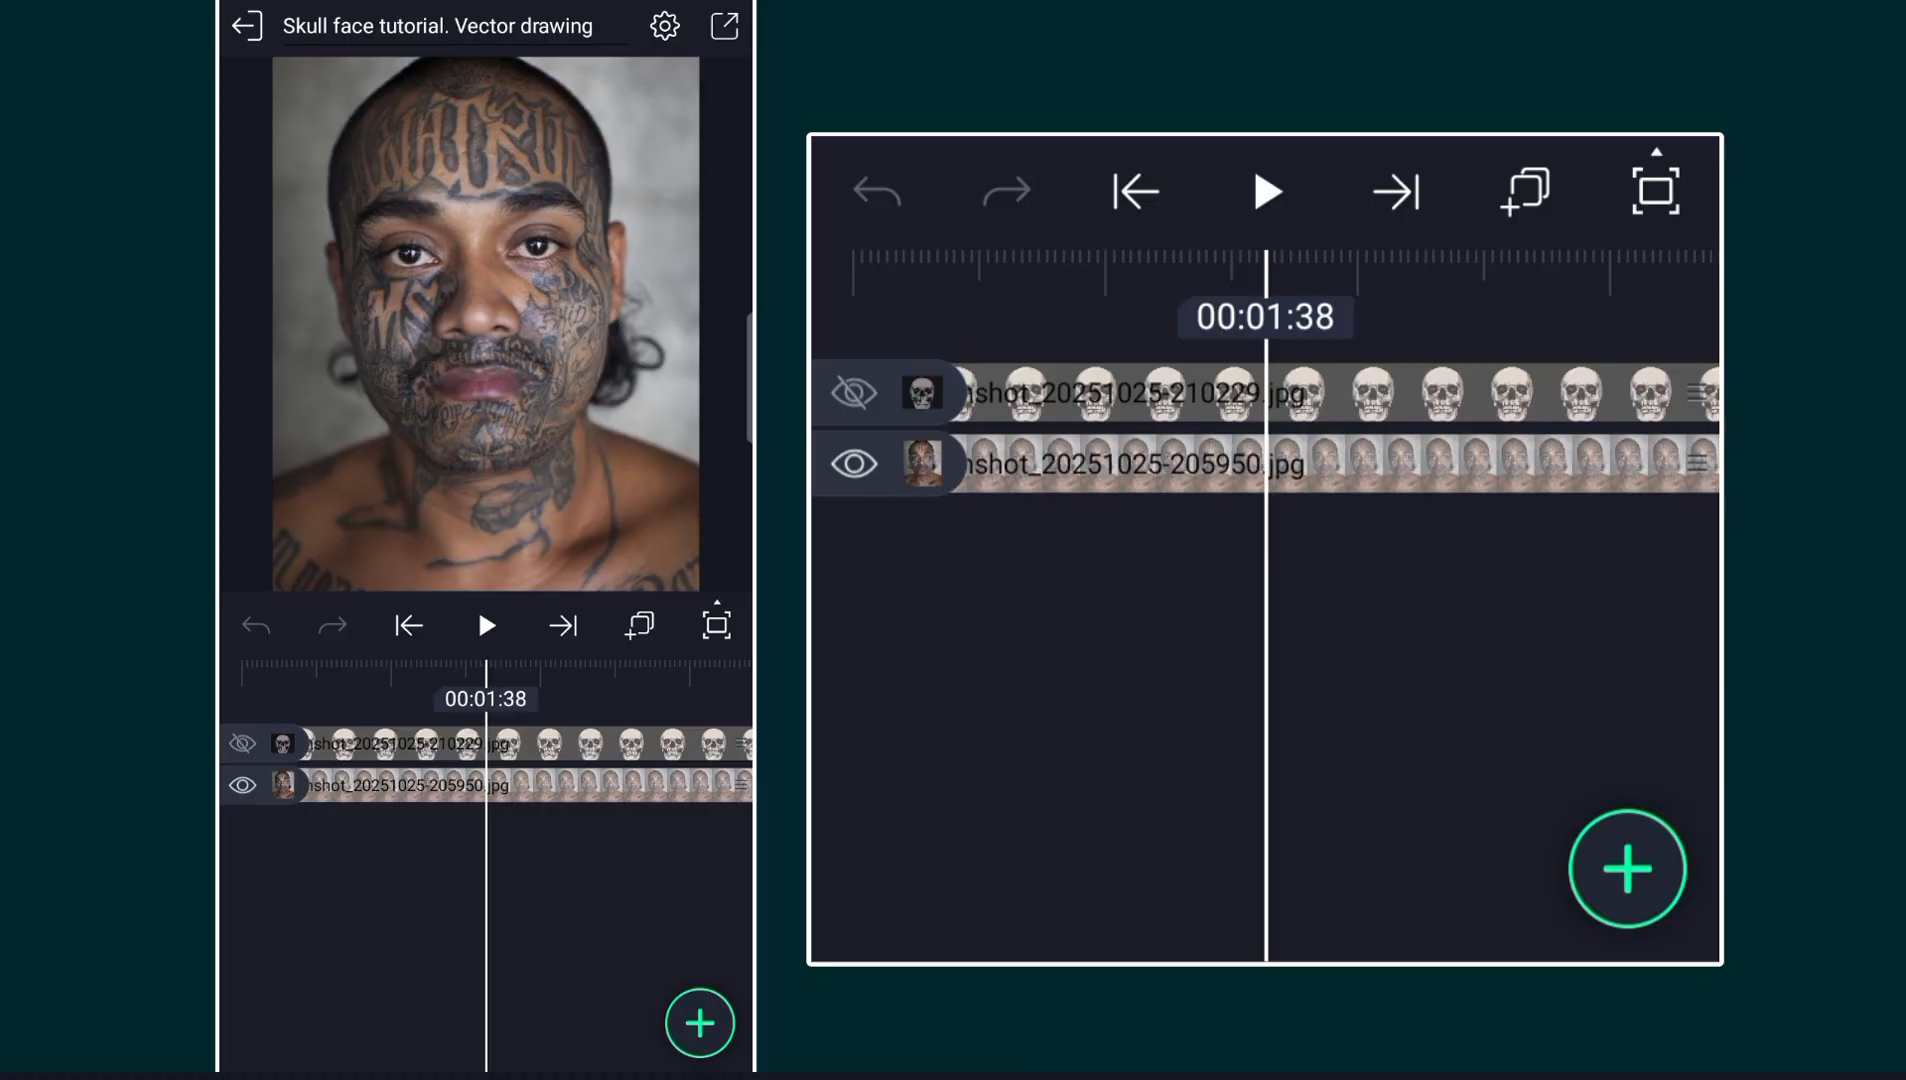 Skull face tutorial. Vector drawing
00:01:38
shot_20251025-210229.jpg
nshot_20251025-205950.jpg
00:01:38
nshot_20251025-210229.jpg
nshot_20251025-205950.jpg